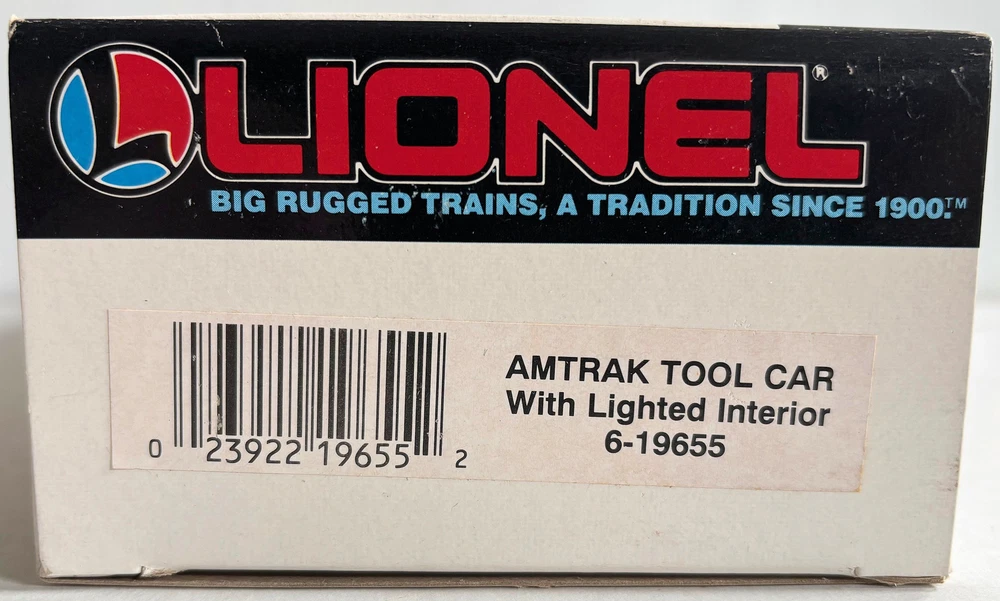 LIONEL®
BIG RUGGED TRAINS, A TRADITION SINCE 1900.™
AMTRAK TOOL CAR
With Lighted Interior
6-19655
0 23922 19655 2